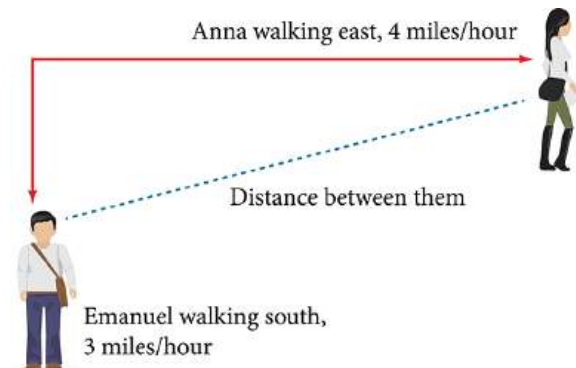 Anna walking east, 4 miles/hour
Distance between them
Emanuel walking south,
3 miles/hour